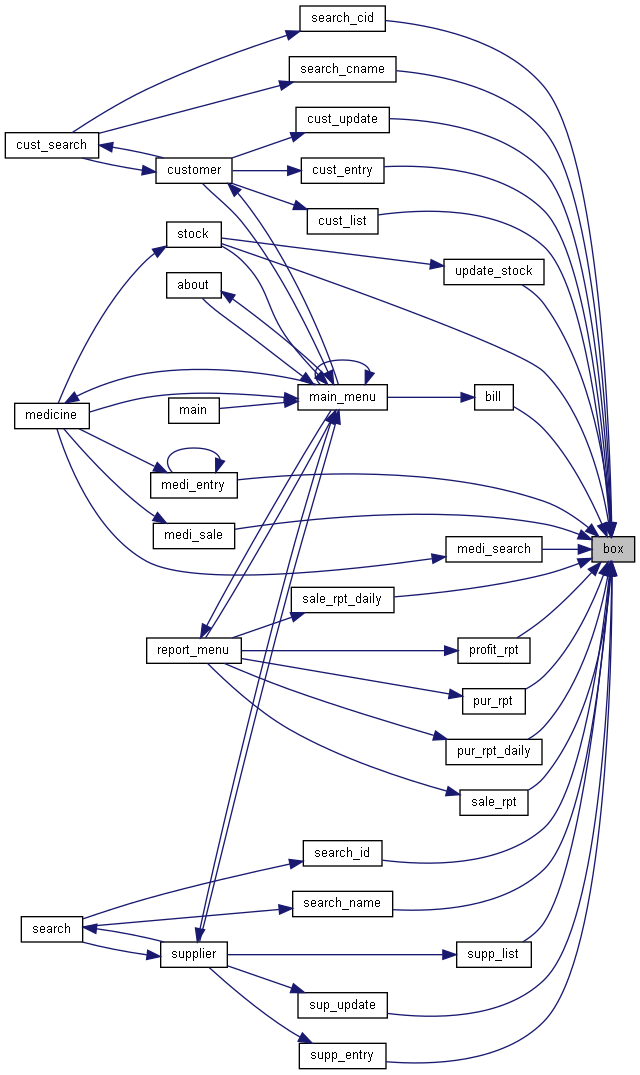 search_cid
search_cname
cust_update
cust_search
customer
cust_entry
cust_list
stock
update_stock
about
main_menu
bill
medicine
main
medi_entry
medi_sale
medi_search
box
sale_rpt_daily
report_menu
profit_rpt
pur_rpt
pur_rpt_daily
sale_rpt
search_id
search_name
search
supplier
supp_list
sup_update
supp_entry